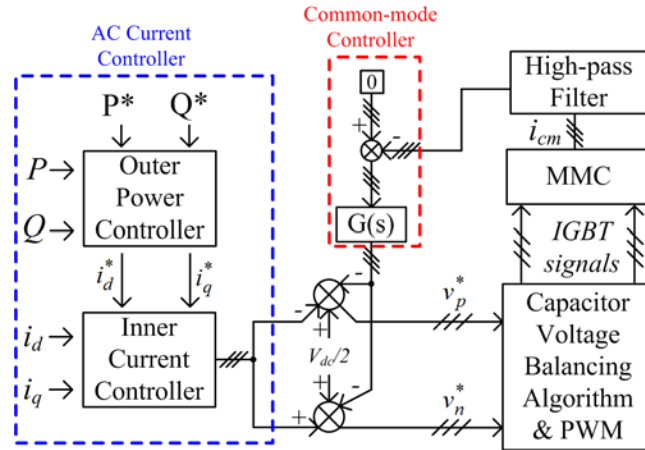 AC Current
Controller
Common-mode
Controller
P* Q*
P
Q
Outer
Power
Controller
i_d^* i_q^*
i_d
i_q
Inner
Current
Controller
0
+ -
G(s)
High-pass
Filter
i_cm
MMC
IGBT
signals
- -
+
V_dc/2
+
+ -
v_p^*
v_n^*
Capacitor
Voltage
Balancing
Algorithm
& PWM